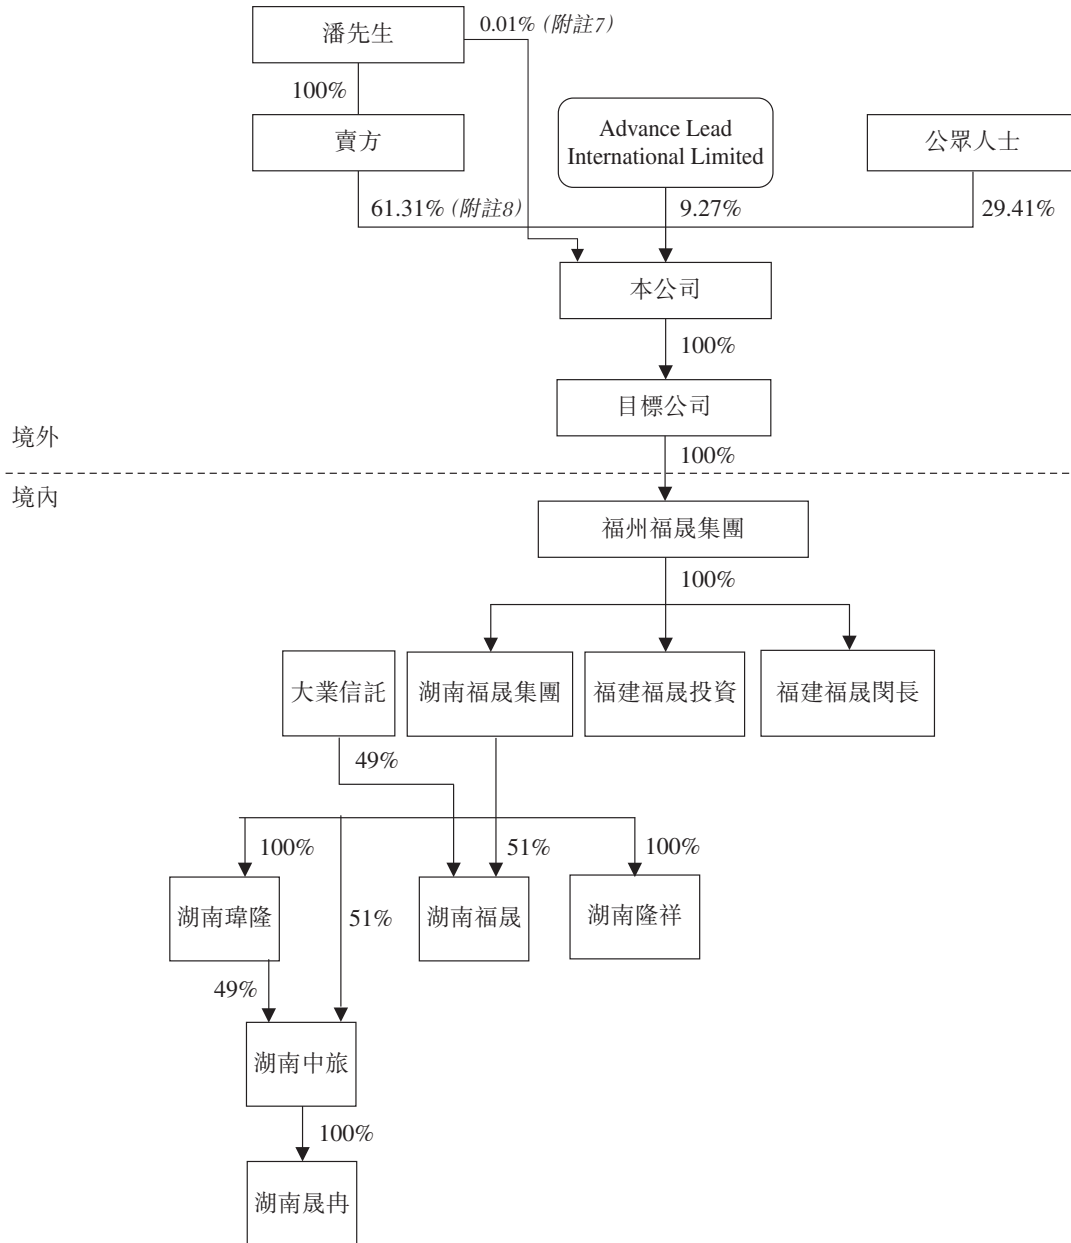 潘先生
0.01% (附註7)
100%
賣方
Advance Lead
International Limited
公眾人士
61.31% (附註8)
9.27%
29.41%
本公司
100%
目標公司
境外
100%
境內
福州福晟集團
100%
大業信託
湖南福晟集團
福建福晟投資
福建福晟閔長
49%
100%
51%
100%
湖南瑋隆
51%
湖南福晟
湖南隆祥
49%
湖南中旅
100%
湖南晟冉